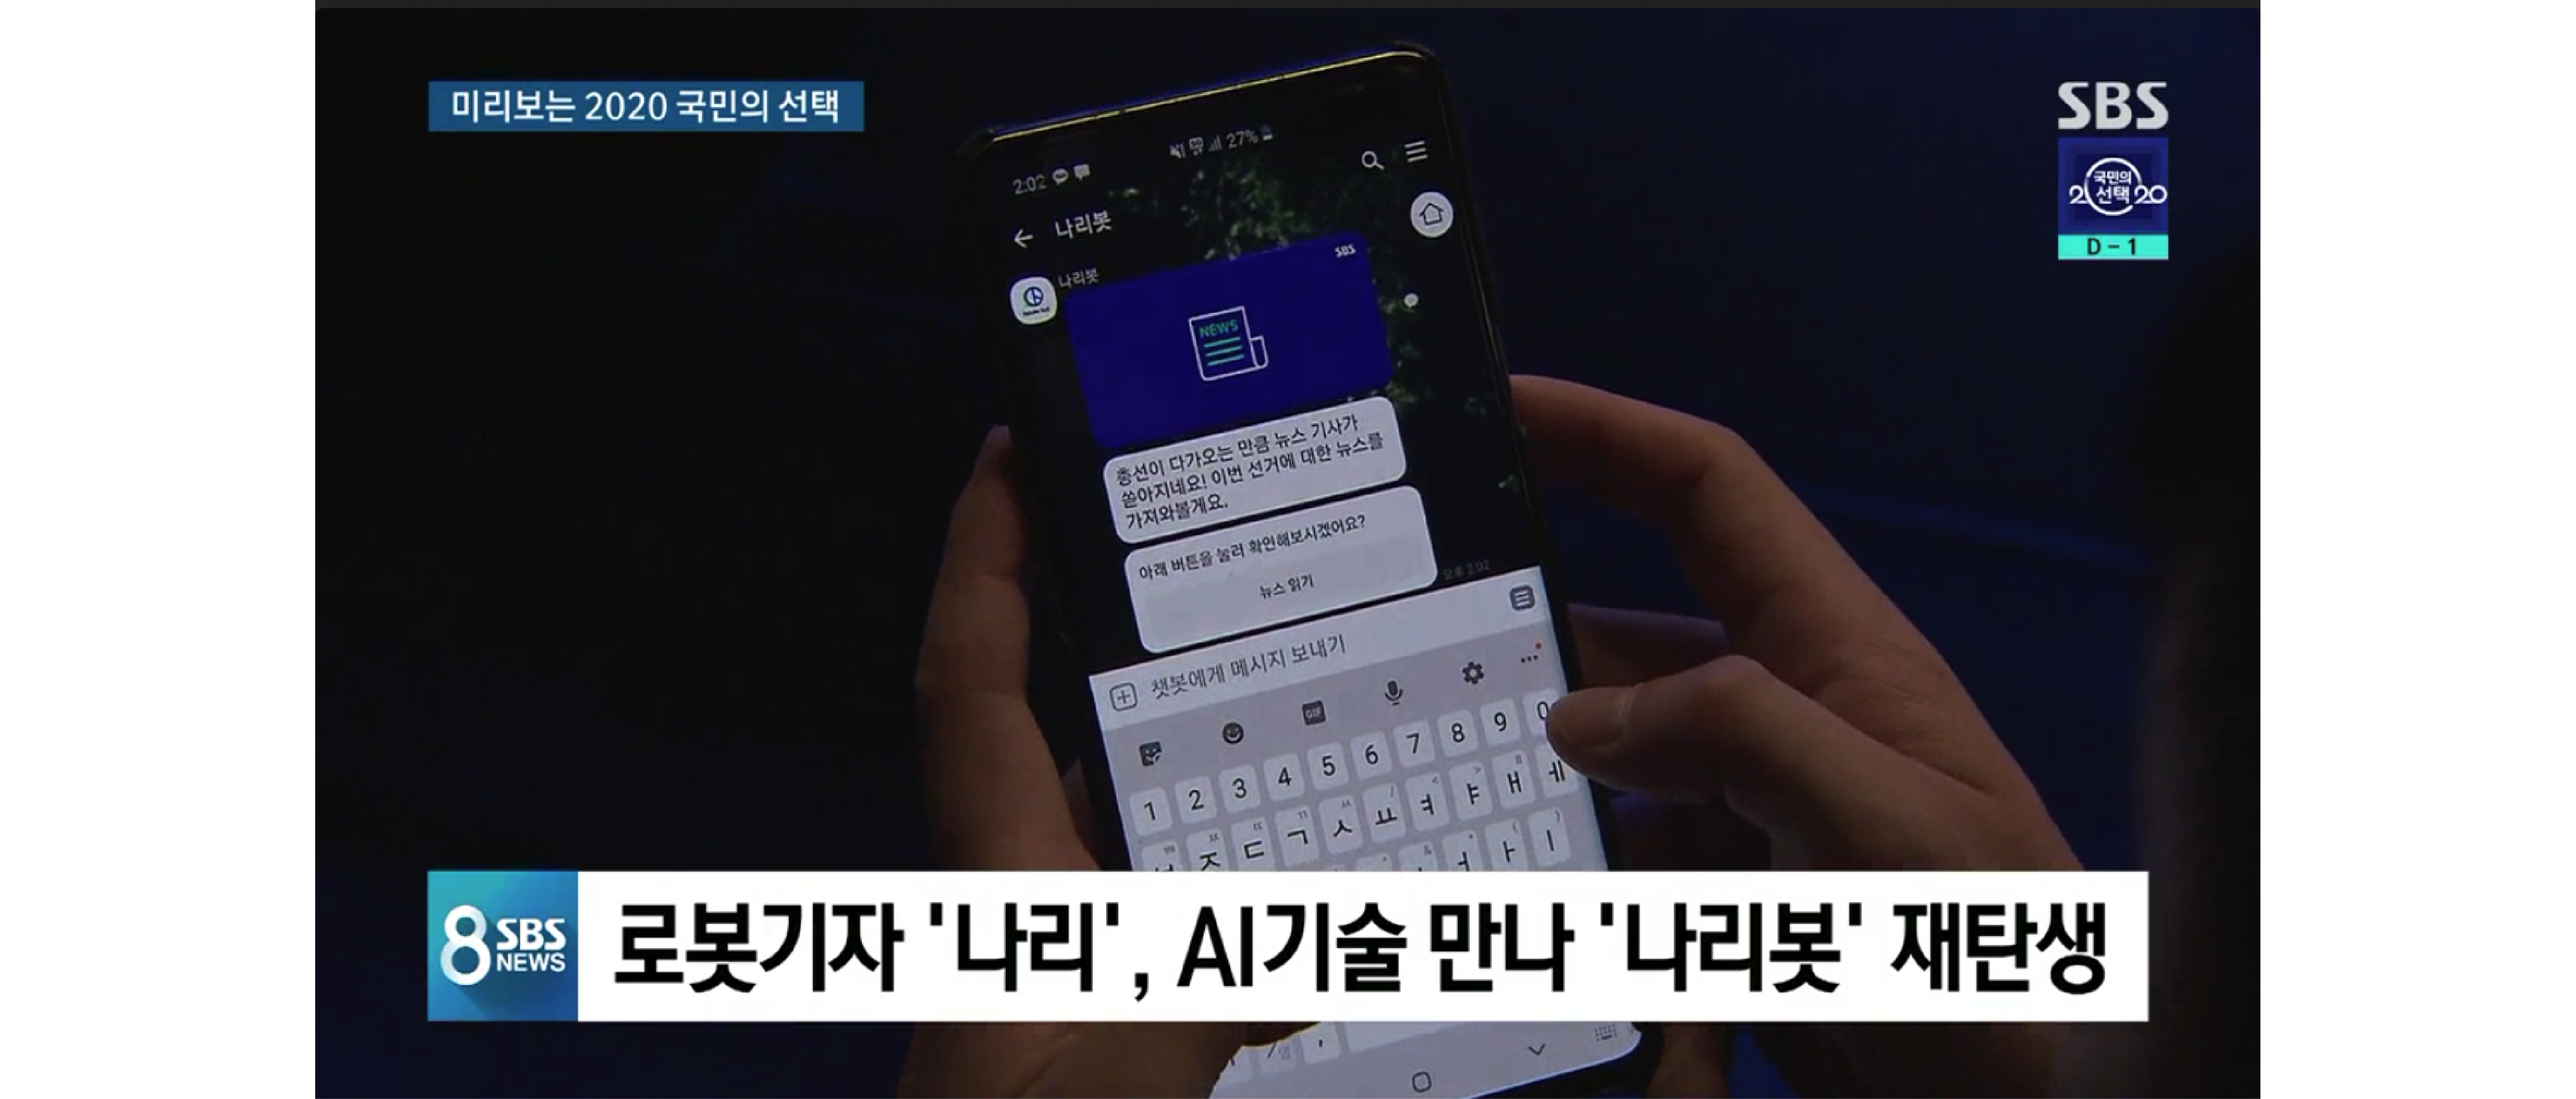 미리보는 2020 국민의 선택
SBS
국민의
선택
2020
D-1
2:02
27%
나리봇
나리봇
SBS
NEWS
총선이 다가오는 만큼 뉴스 기사가
쏟아지네요! 이번 선거에 대한 뉴스를
가져와볼게요.
아래 버튼을 눌러 확인해보시겠어요?
뉴스 읽기
오후 2:02
챗봇에게 메시지 보내기
GIF
1 2 3 4 5 6 7 8 9 0
ㅈ ㄷ ㄱ ㅅ ㅛ ㅕ ㅑ ㅐ ㅔ
ㅓ ㅏ ㅣ
8 SBS NEWS
로봇기자 '나리', AI기술 만나 '나리봇' 재탄생